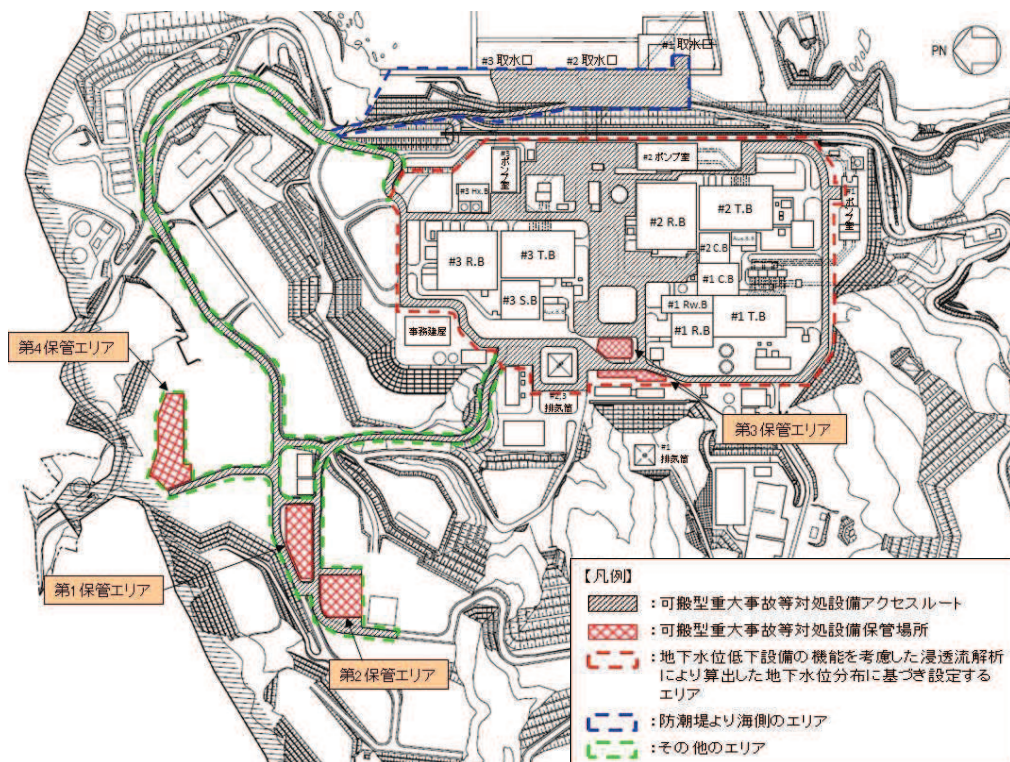 #1 取水口
#3 取水口
#2 取水口
PN
#3
ポンプ室
#2 ポンプ室
#1
ポンプ室
#3 Hx.B
#2 R.B
#2 T.B
#2 C.B
Aux.B.B
#3 R.B
#3 T.B
#1 C.B
#3 S.B
Aux.B.B
#1 Rw.B
#1 R.B
#1 T.B
事務建屋
第4保管エリア
#2,3
排気筒
第3保管エリア
#1
排気筒
第1保管エリア
第2保管エリア
【凡例】
：可搬型重大事故等対処設備アクセスルート
：可搬型重大事故等対処設備保管場所
：地下水位低下設備の機能を考慮した浸透流解析
により算出した地下水位分布に基づき設定する
エリア
：防潮堤より海側のエリア
：その他のエリア